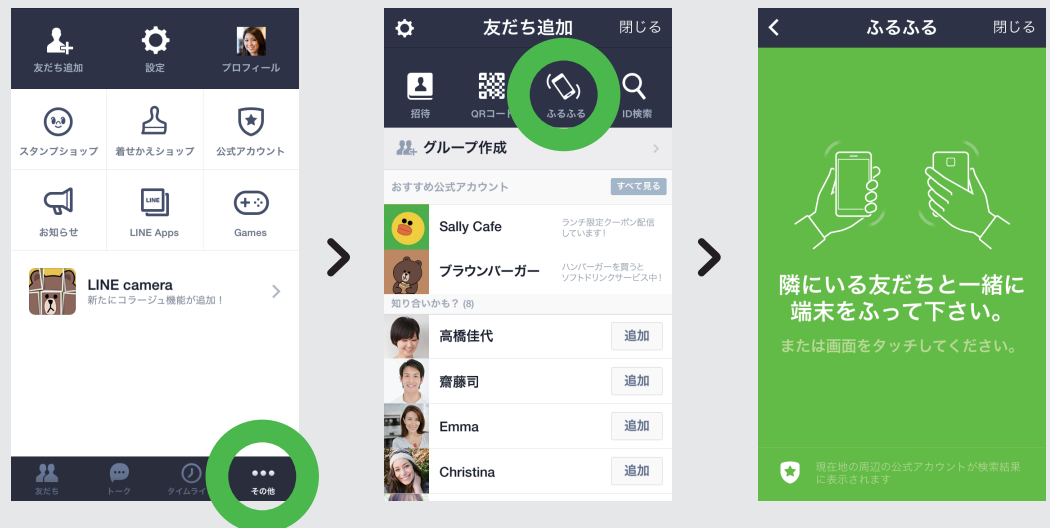 友だち追加
設定
プロフィール
スタンプショップ
着せかえショップ
公式アカウント
お知らせ
LINE
LINE Apps
Games
LINE camera
新たにコラージュ機能が追加！
友だち
トーク
タイムライ
その他
友だち追加
閉じる
招待
QRコード
ふるふる
ID検索
グループ作成
おすすめ公式アカウント
すべて見る
Sally Cafe
ランチ限定クーポン配信
しています！
ブラウンバーガー
ハンバーガーを買うと
ソフトドリンクサービス中！
知り合いかも？ (8)
高橋佳代
追加
齋藤司
追加
Emma
追加
Christina
追加
ふるふる
閉じる
隣にいる友だちと一緒に
端末をふって下さい。
または画面をタッチしてください。
現在地の周辺の公式アカウントが検索結果
に表示されます